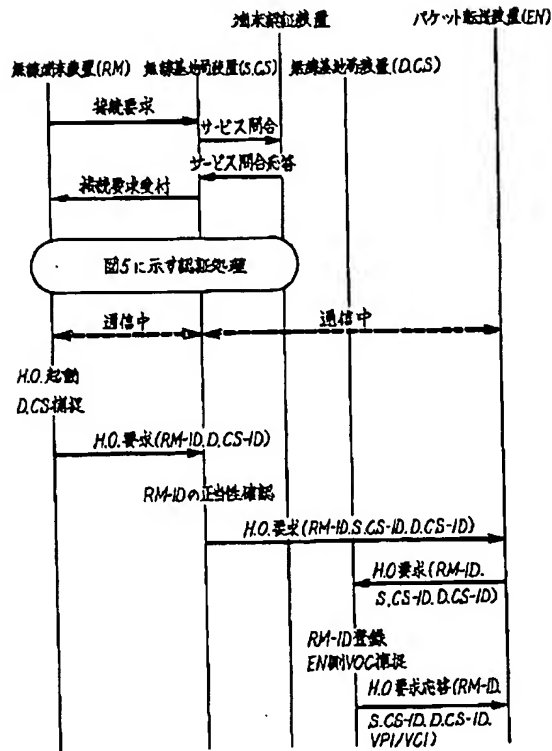 端末認証装置
パケット転送装置(EN)
無線端末装置(RM)
無線基地局装置(S.CS)
無線基地局装置(D.CS)
接続要求
サービス問合
サービス問合応答
接続要求受付
図5に示す認証処理
通信中
通信中
H.O.起動
D.CS捕捉
H.O.要求(RM-ID.D.CS-ID)
RM-IDの正当性確認
H.O.要求(RM-ID.S.CS-ID.D.CS-ID)
H.O要求(RM-ID.
S.CS-ID.D.CS-ID)
RM-ID登録
EN側VOC捕捉
H.O要求応答(RM-ID.
S.CS-ID.D.CS-ID.
VPI/VCI)